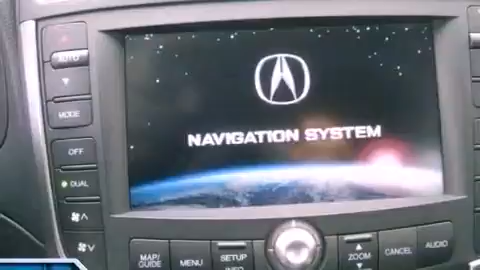 AUTO
MODE
OFF
DUAL
NAVIGATION SYSTEM
MAP/
GUIDE
MENU
SETUP
INFO
ZOOM
CANCEL
AUDIO